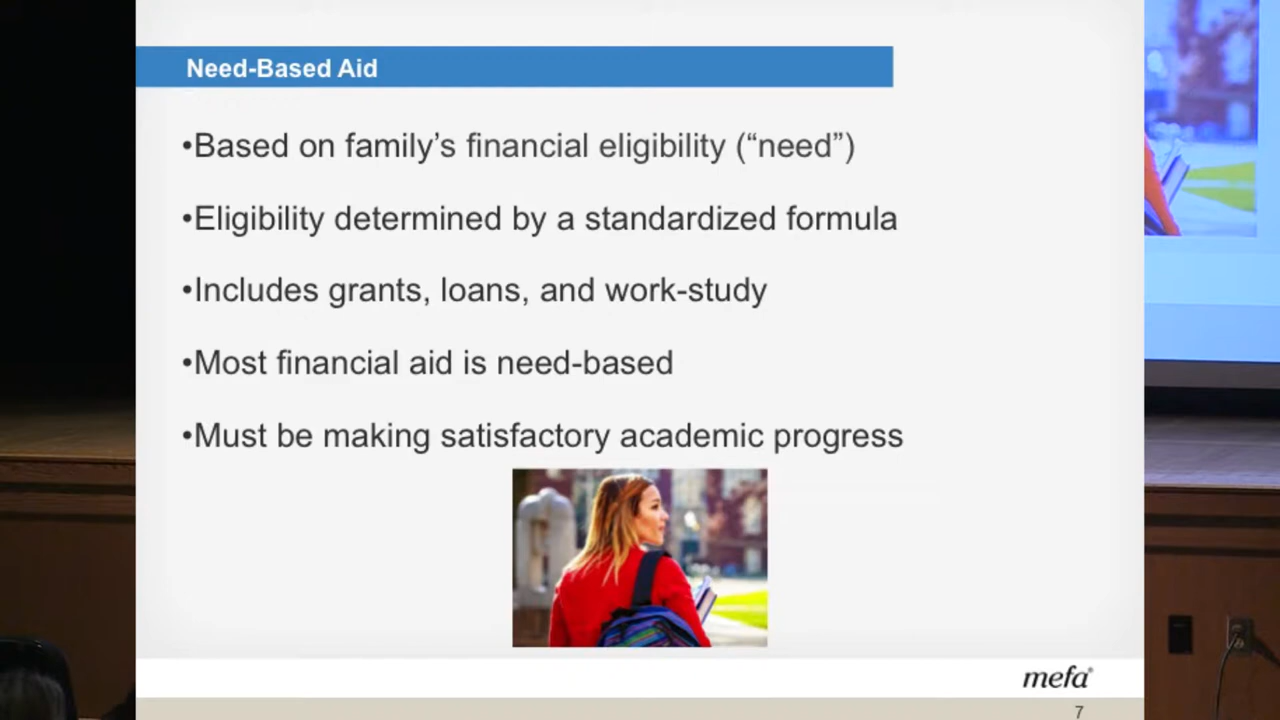 Need-Based Aid
•Based on family’s financial eligibility (“need”)
•Eligibility determined by a standardized formula
•Includes grants, loans, and work-study
•Most financial aid is need-based
•Must be making satisfactory academic progress
mefa®
7